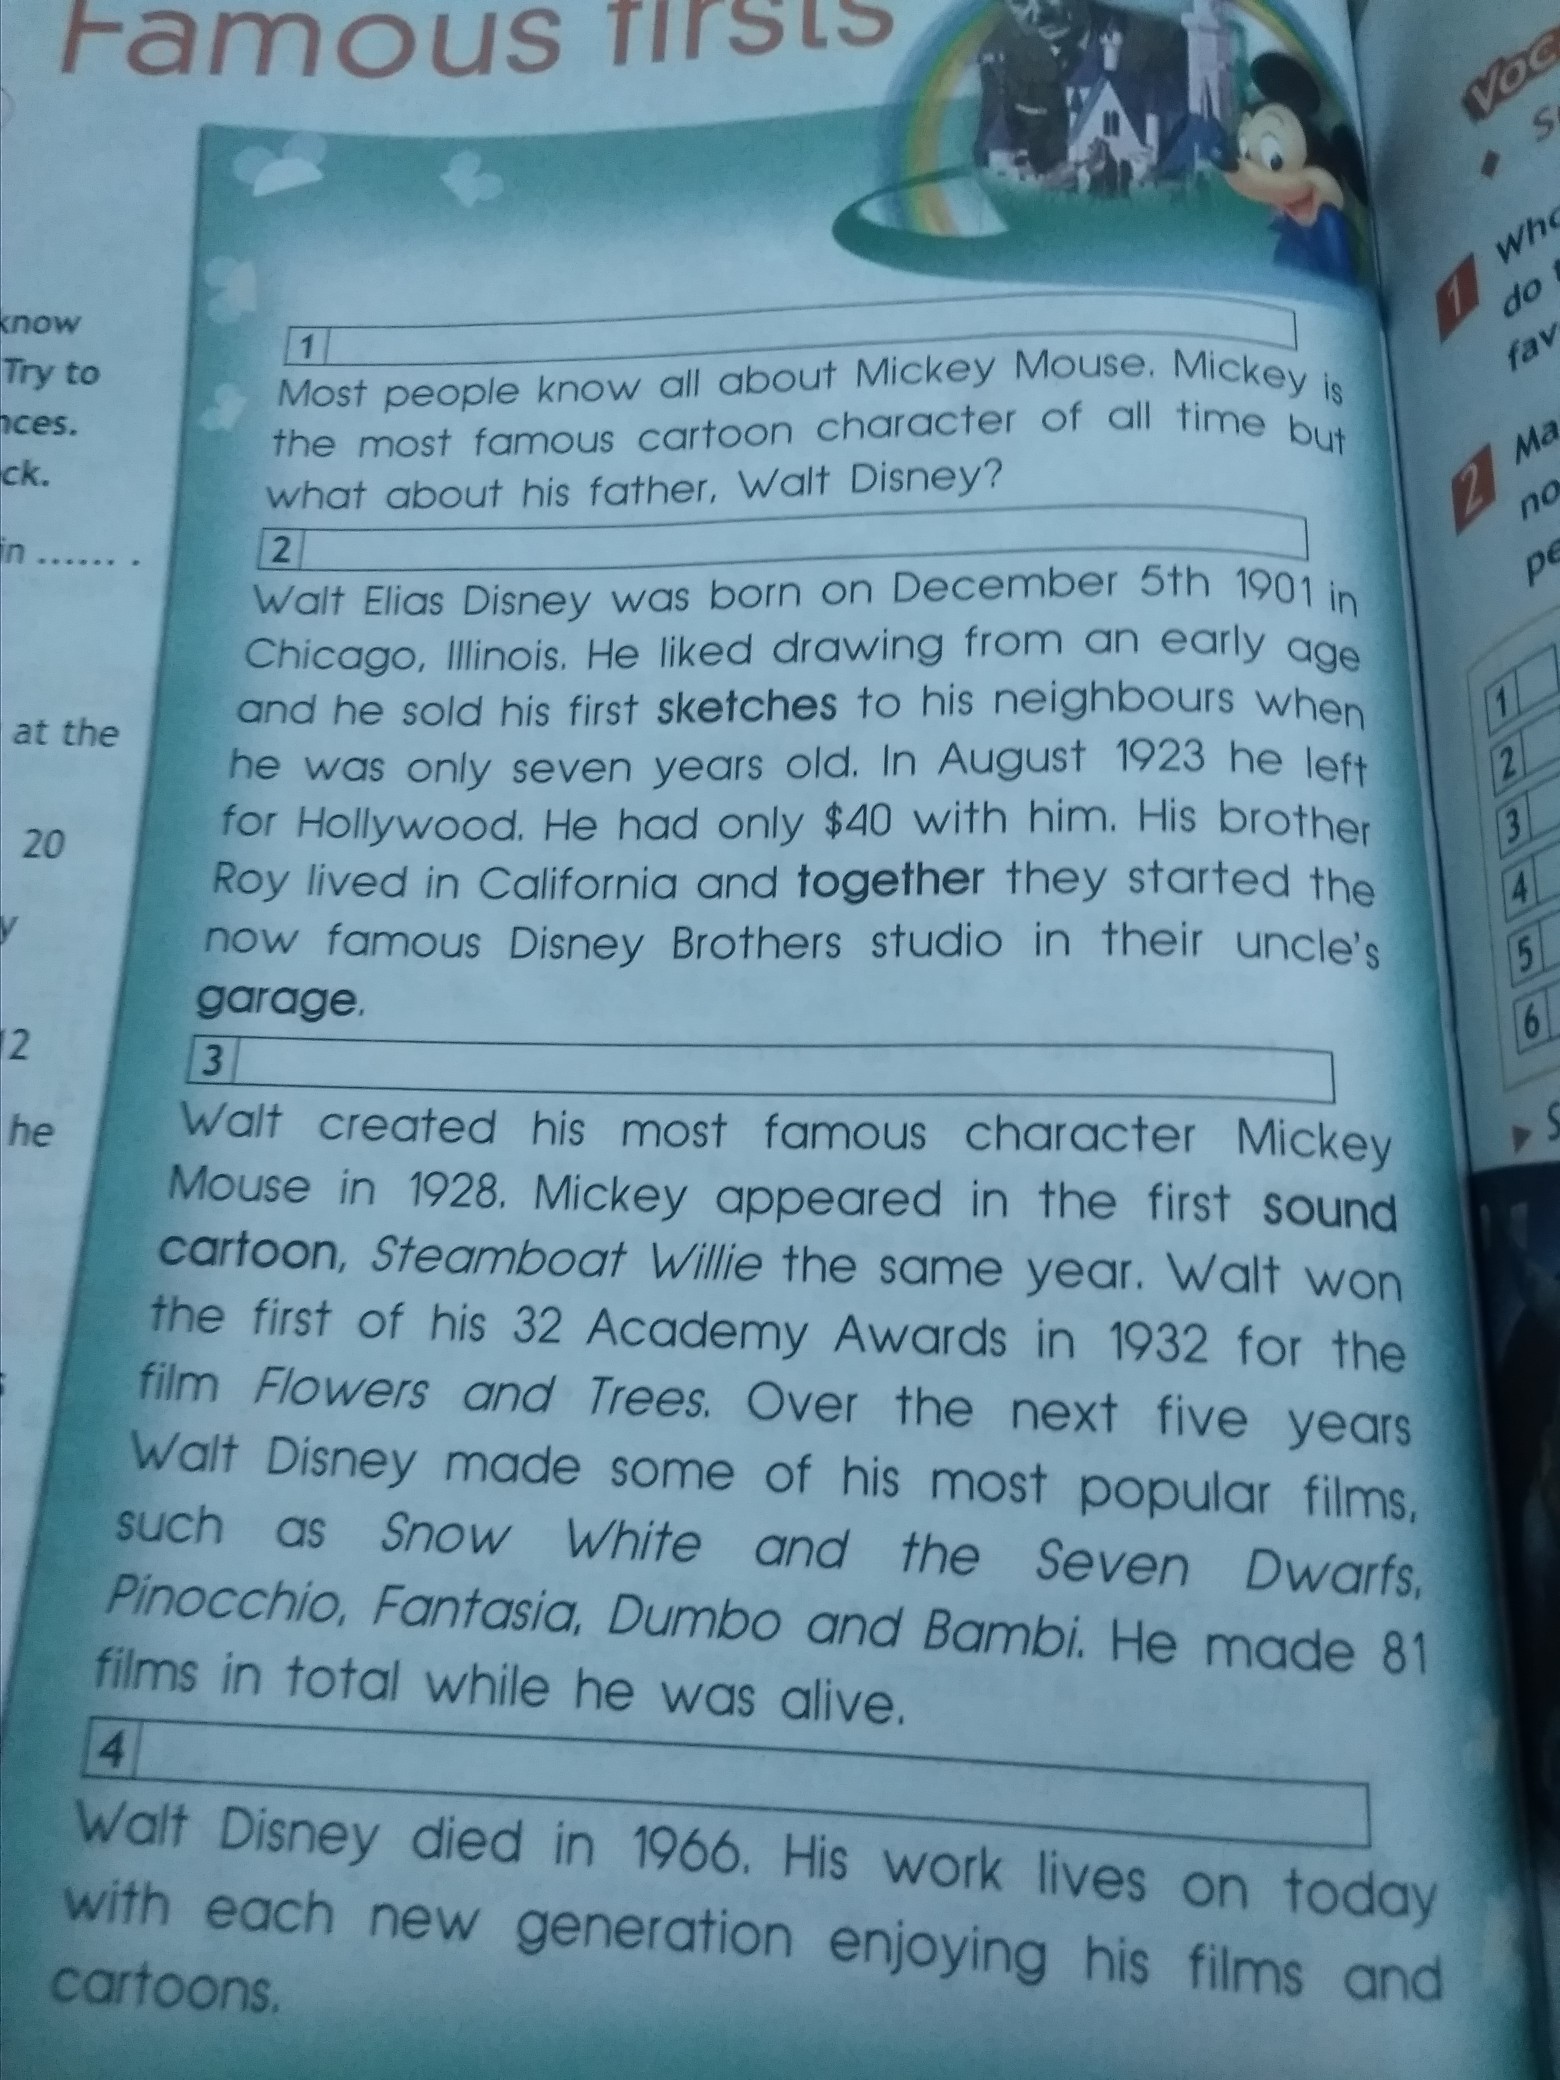 Famous firsts
know
Try to
ck.
in ...... .
at the
20
he
1
Most people know all about Mickey Mouse. Mickey is
the most famous cartoon character of all time but
what about his father, Walt Disney?
2
Walt Elias Disney was born on December 5th 1901 in
Chicago, Illinois. He liked drawing from an early age
and he sold his first sketches to his neighbours when
he was only seven years old. In August 1923 he left
for Hollywood. He had only $40 with him. His brother
Roy lived in California and together they started the
now famous Disney Brothers studio in their uncle's
garage.
3
Walt created his most famous character Mickey
Mouse in 1928. Mickey appeared in the first sound
cartoon, Steamboat Willie the same year. Walt won
the first of his 32 Academy Awards in 1932 for the
film Flowers and Trees. Over the next five years
Walt Disney made some of his most popular films,
such as Snow White and the Seven Dwarfs,
Pinocchio, Fantasia, Dumbo and Bambi. He made 81
films in total while he was alive.
4
Walt Disney died in 1966. His work lives on today
with each new generation enjoying his films and
cartoons.
1
do
2
1
2
3
4
5
6